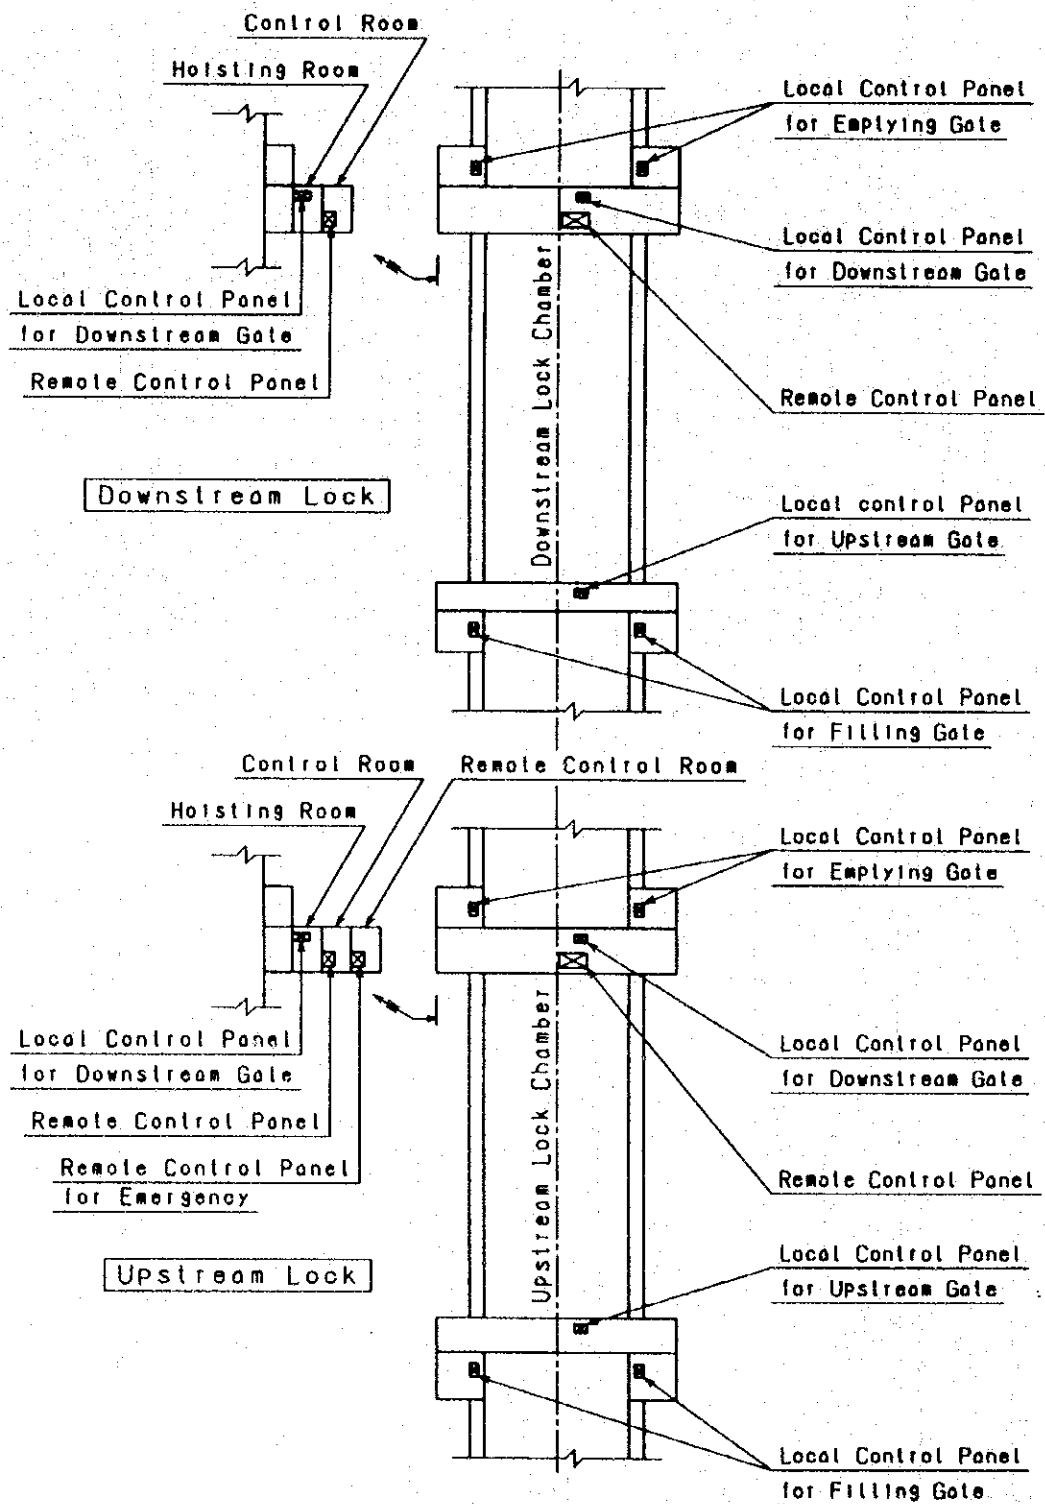 Control Room
Hoisting Room
Local Control Panel
for Emptying Gate
Local Control Panel
for Downstream Gate
Local Control Panel
for Downstream Gate
Remote Control Panel
Remote Control Panel
Downstream Lock Chamber
Downstream Lock
Local control Panel
for Upstream Gate
Local Control Panel
for Filling Gate
Control Room
Remote Control Room
Hoisting Room
Local Control Panel
for Emptying Gate
Local Control Panel
for Downstream Gate
Local Control Panel
for Downstream Gate
Remote Control Panel
Remote Control Panel
for Emergency
Remote Control Panel
Upstream Lock Chamber
Upstream Lock
Local Control Panel
for Upstream Gate
Local Control Panel
for Filling Gate